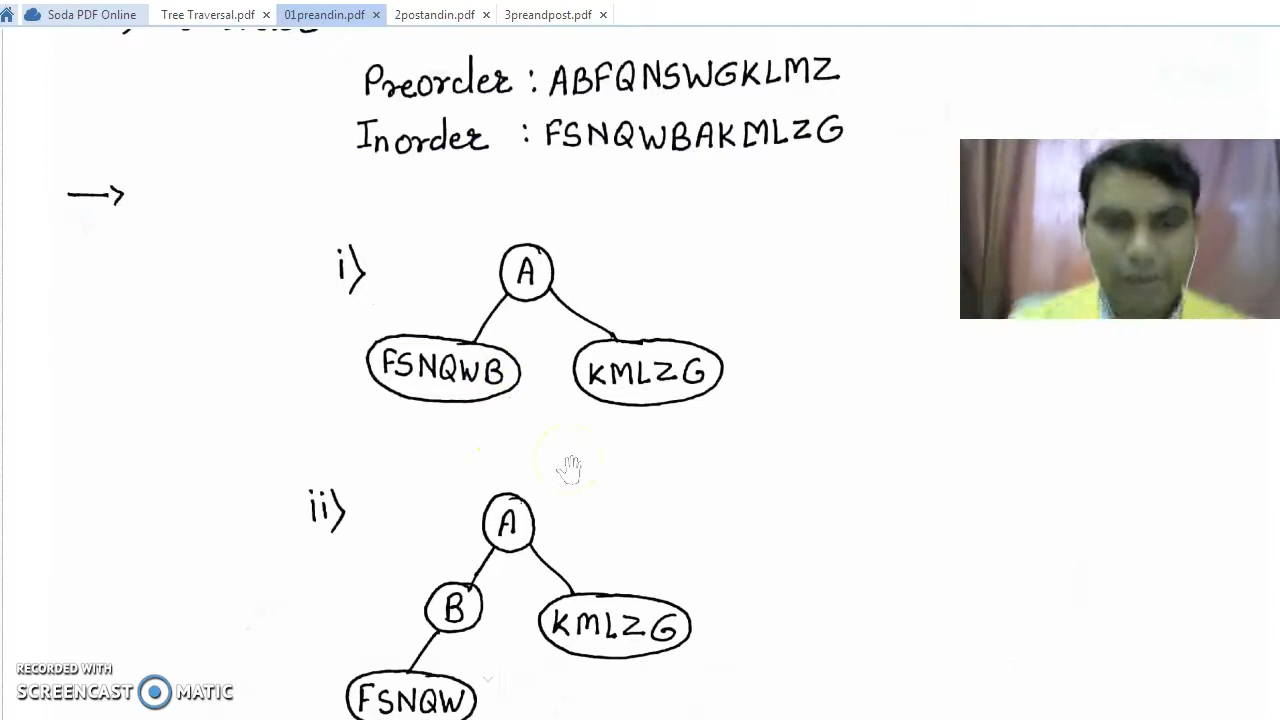 Soda PDF Online Tree Traversal.pdf × 01preandin.pdf × 2postandin.pdf × 3preandpost.pdf ×
Preorder : ABFQNSWGKLMZ
Inorder : FSNQWBAKMLZG
→
i)
A
FSNQWB KMLZG
ii)
A
B KMLZG
FSNQW
RECORDED WITH
SCREENCAST MATIC